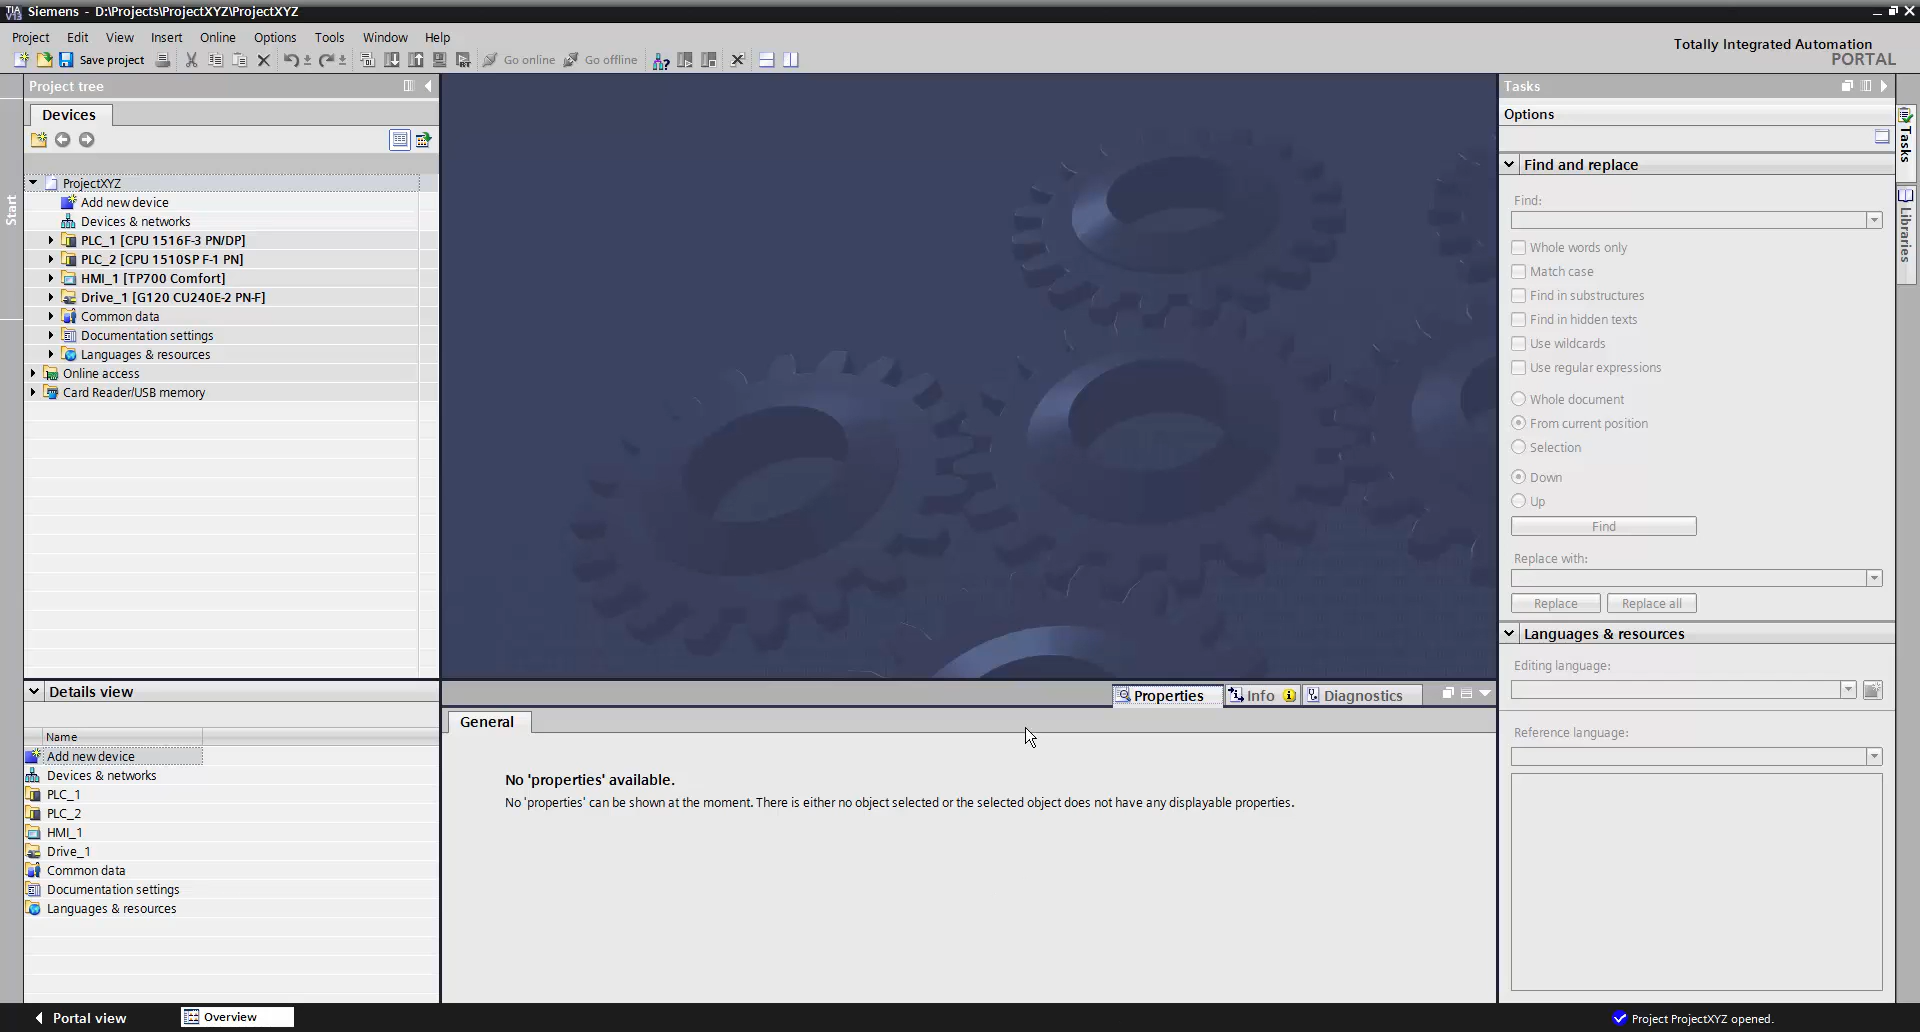 TIA
V13
Siemens - D:\Projects\ProjectXYZ\ProjectXYZ
Project Edit View Insert Online Options Tools Window Help
Save project
Go online
Go offline
Totally Integrated Automation
PORTAL
Start
Project tree
Devices
ProjectXYZ
Add new device
Devices & networks
PLC_1 [CPU 1516F-3 PN/DP]
PLC_2 [CPU 1510SP F-1 PN]
HMI_1 [TP700 Comfort]
Drive_1 [G120 CU240E-2 PN-F]
Common data
Documentation settings
Languages & resources
Online access
Card Reader/USB memory
Details view
Name
Add new device
Devices & networks
PLC_1
PLC_2
HMI_1
Drive_1
Common data
Documentation settings
Languages & resources
Properties
Info
Diagnostics
General
No 'properties' available.
No 'properties' can be shown at the moment. There is either no object selected or the selected object does not have any displayable properties.
Tasks
Options
Find and replace
Find:
Whole words only
Match case
Find in substructures
Find in hidden texts
Use wildcards
Use regular expressions
Whole document
From current position
Selection
Down
Up
Find
Replace with:
Replace
Replace all
Languages & resources
Editing language:
Reference language:
Tasks
Libraries
Portal view
Overview
Project ProjectXYZ opened.